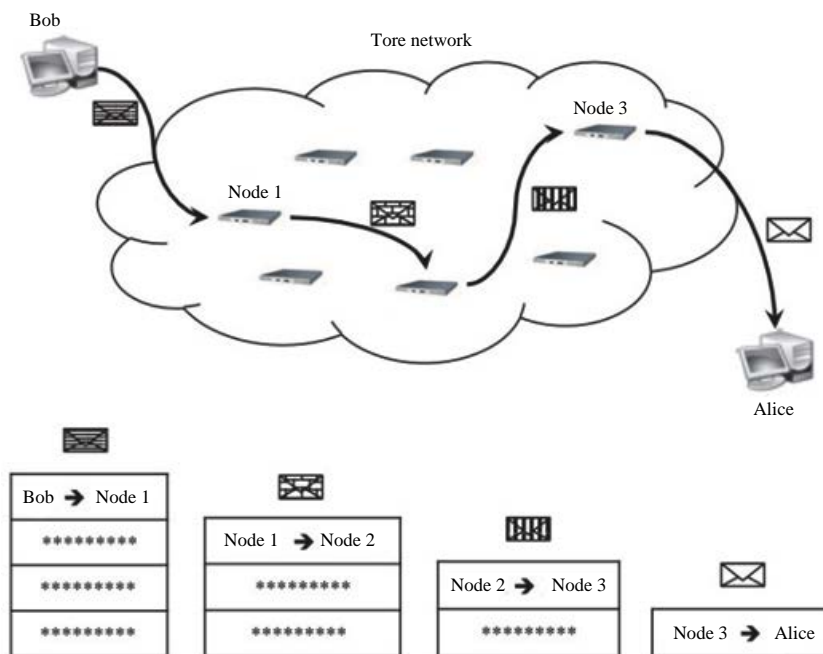 Bob
Tore network
Node 3
Node 1
Alice
Bob ➔ Node 1
*********
*********
*********
Node 1 ➔ Node 2
*********
*********
Node 2 ➔ Node 3
*********
Node 3 ➔ Alice